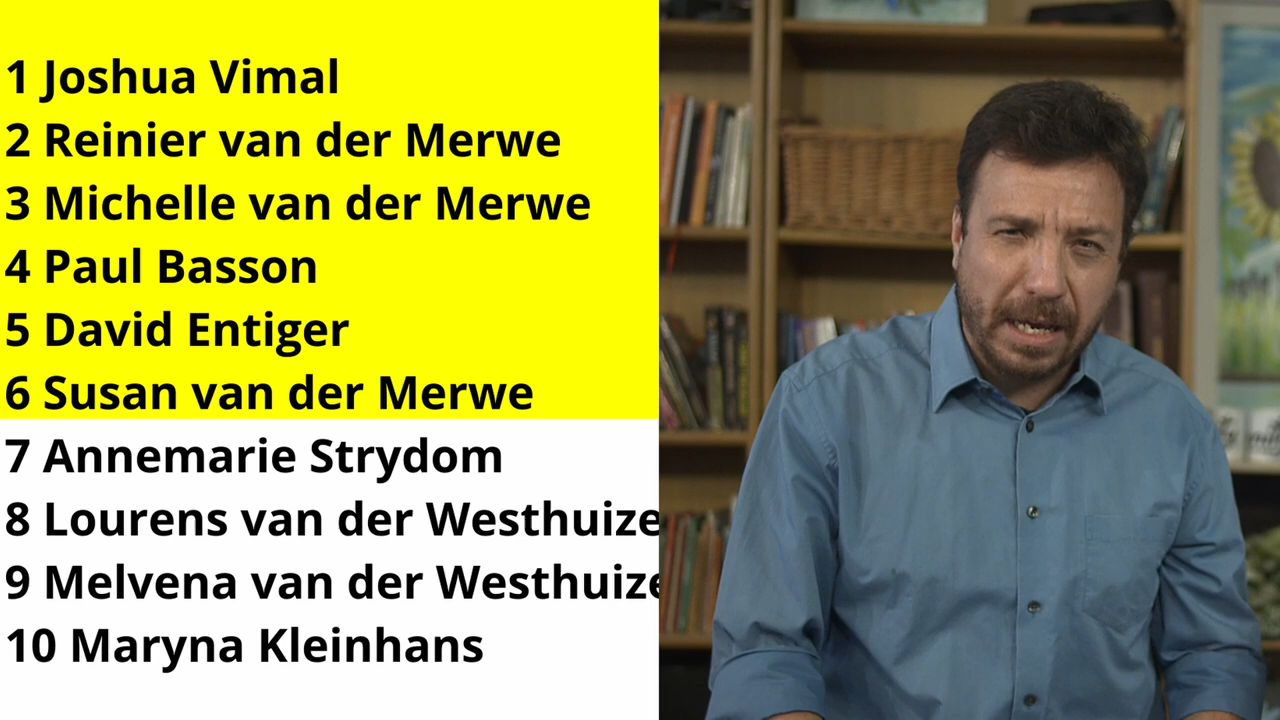 1 Joshua Vimal
2 Reinier van der Merwe
3 Michelle van der Merwe
4 Paul Basson
5 David Entiger
6 Susan van der Merwe
7 Annemarie Strydom
8 Lourens van der Westhuize
9 Melvena van der Westhuize
10 Maryna Kleinhans